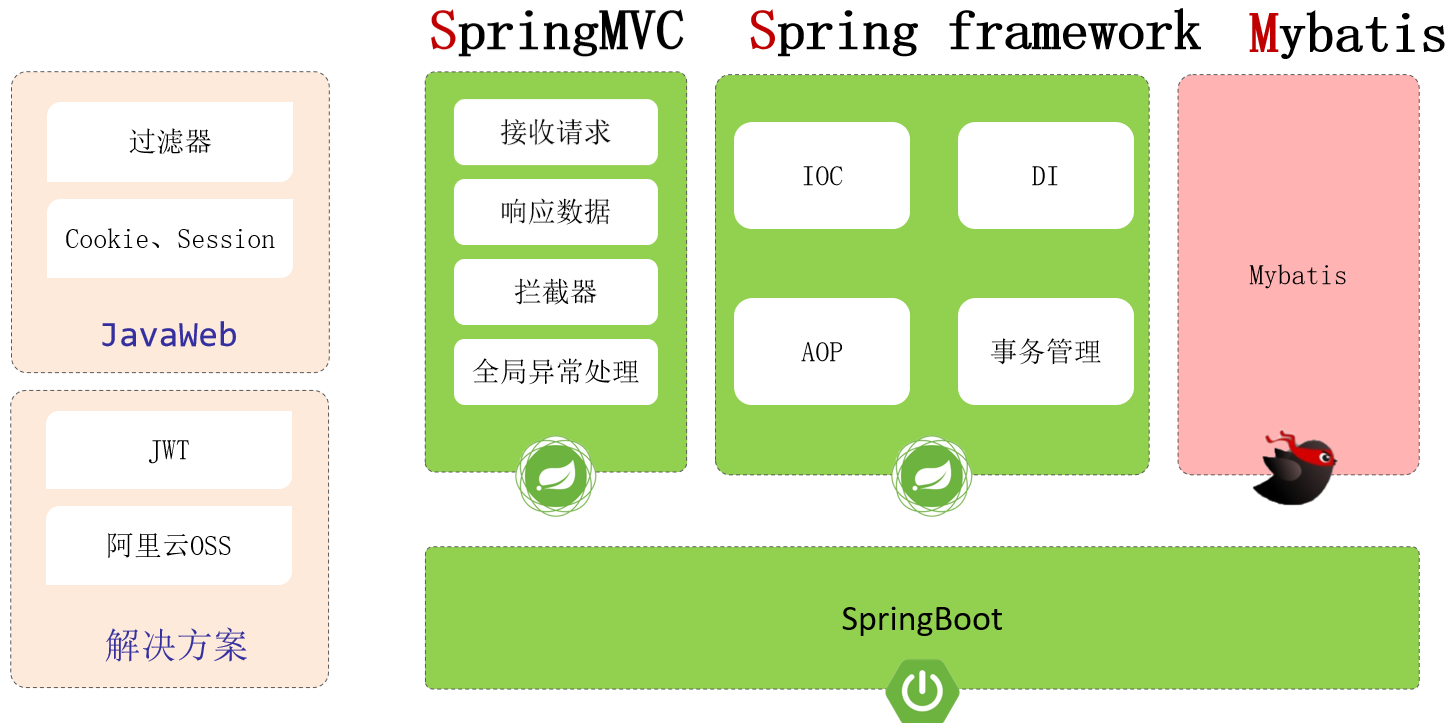 SpringMVC
Spring framework
Mybatis
过滤器
Cookie、Session
JavaWeb
JWT
阿里云OSS
解决方案
接收请求
响应数据
拦截器
全局异常处理
IOC
DI
AOP
事务管理
Mybatis
SpringBoot